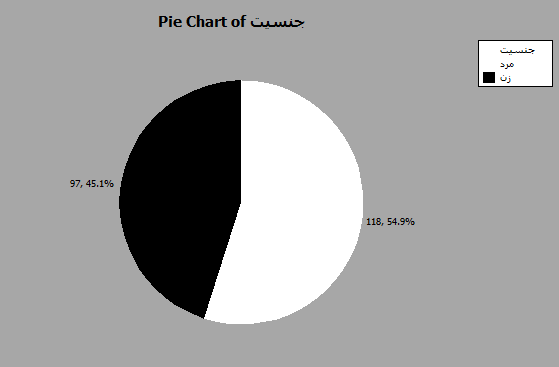 Pie Chart of جنسیت
جنسیت
مرد
زن
97, 45.1%
118, 54.9%